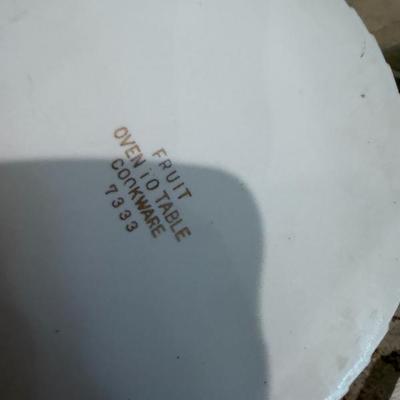 FRUIT
OVEN TO TABLE
COOKWARE
7333